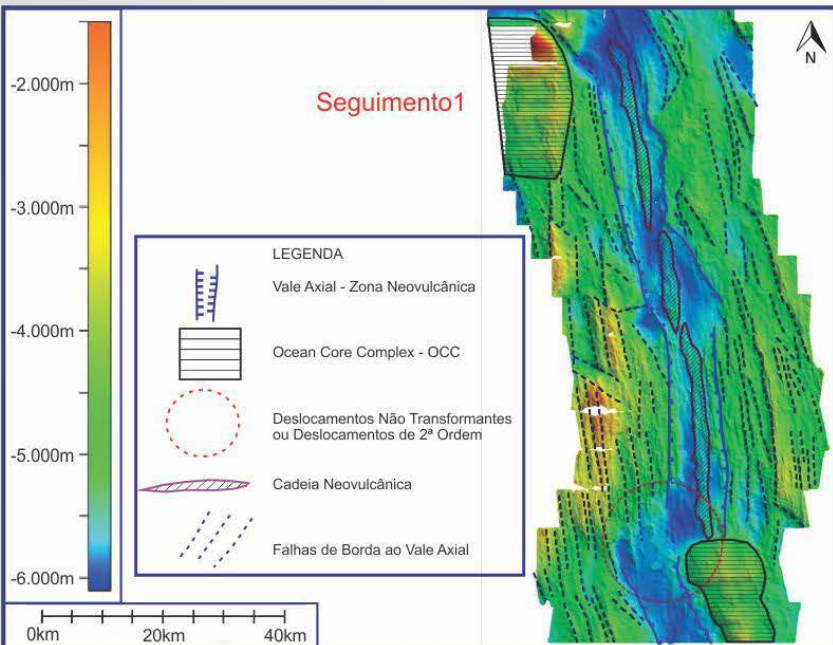 -2.000m
-3.000m
-4.000m
-5.000m
-6.000m
Seguimento1
N
LEGENDA
Vale Axial - Zona Neovulcânica
Ocean Core Complex - OCC
Deslocamentos Não Transformantes
ou Deslocamentos de 2ª Ordem
Cadeia Neovulcânica
Falhas de Borda ao Vale Axial
0km 20km 40km